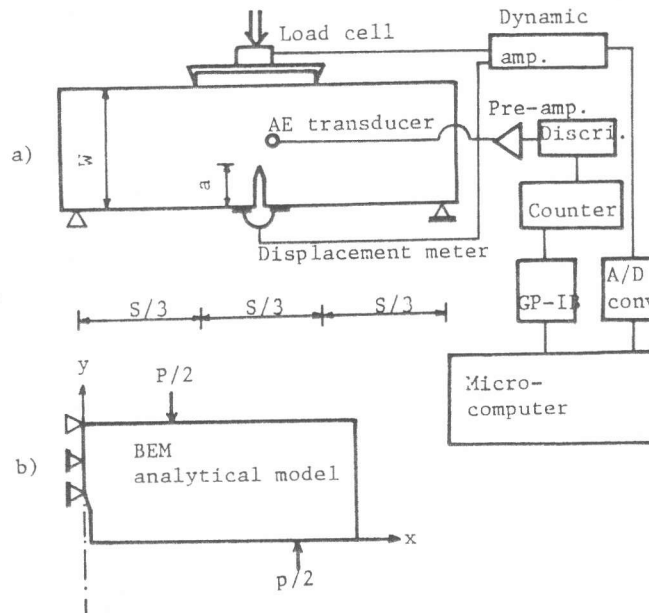 Dynamic
Load cell
amp.
Pre-amp.
AE transducer
Discri.
a)
W
a
Counter
Displacement meter
GP-IB
A/D
conv
S/3 S/3 S/3
y
P/2
Micro-
computer
BEM
b)
analytical model
x
p/2